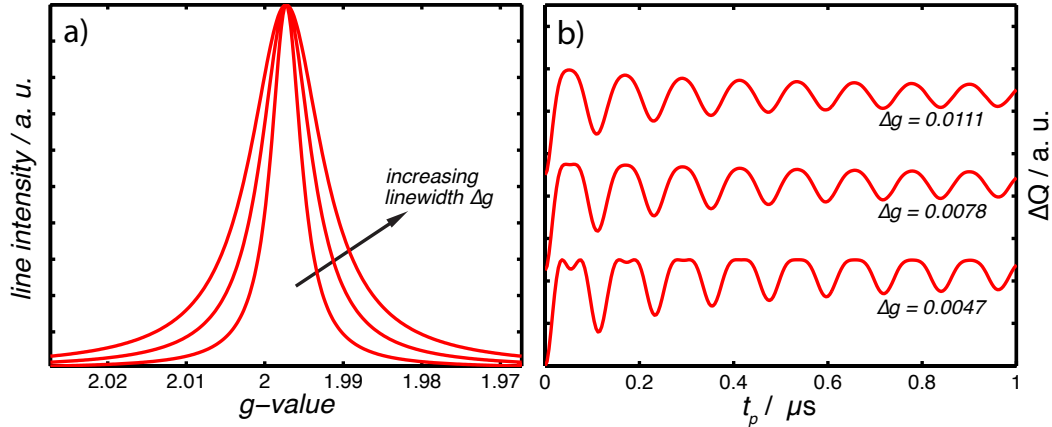 a)
line intensity / a. u.
increasing
linewidth Δg
2.02 2.01 2 1.99 1.98 1.97
g-value
b)
Δg = 0.0111
Δg = 0.0078
Δg = 0.0047
ΔQ / a. u.
0 0.2 0.4 0.6 0.8 1
tp / μs